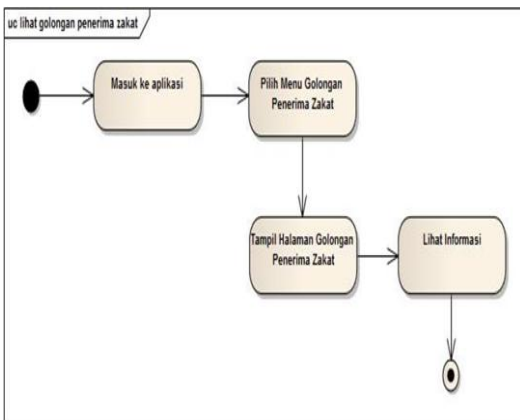 uc lihat golongan penerima zakat
Masuk ke aplikasi
Pilih Menu Golongan
Penerima Zakat
Tampil Halaman Golongan
Penerima Zakat
Lihat Informasi